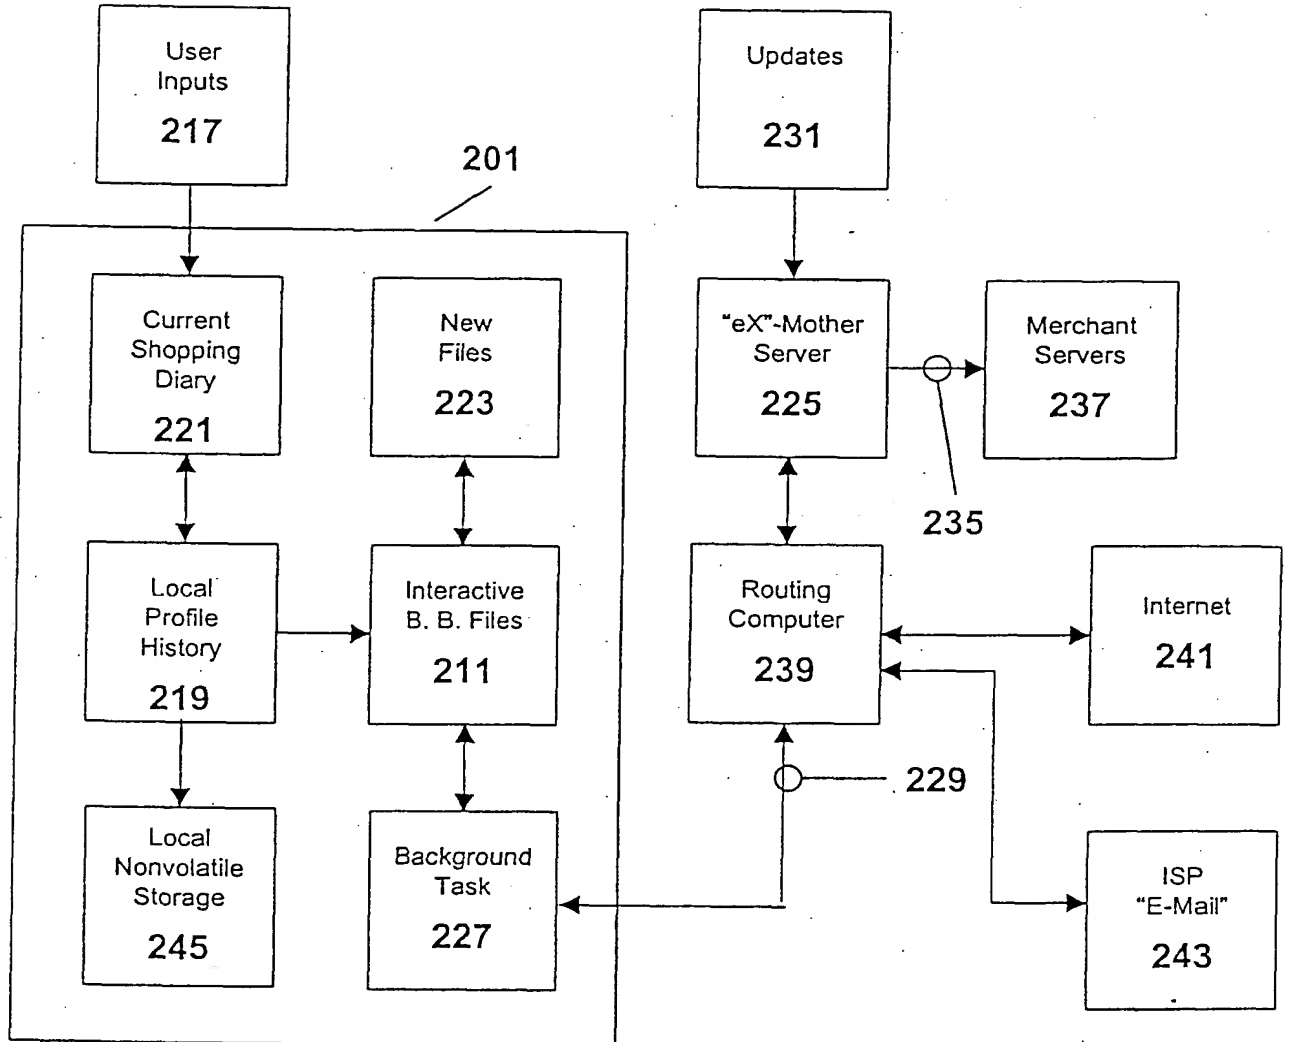 User
Inputs
217
Updates
231
201
Current
Shopping
Diary
221
New
Files
223
"eX"-Mother
Server
225
Merchant
Servers
237
235
Local
Profile
History
219
Interactive
B. B. Files
211
Routing
Computer
239
Internet
241
229
Local
Nonvolatile
Storage
245
Background
Task
227
ISP
"E-Mail"
243